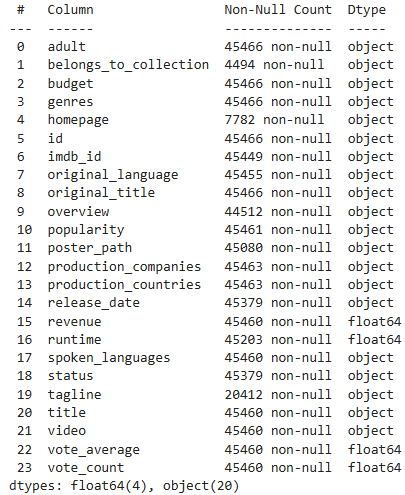 #   Column                 Non-Null Count  Dtype
---  ------                 --------------  -----
0   adult                  45466 non-null  object
1   belongs_to_collection  4494 non-null   object
2   budget                 45466 non-null  object
3   genres                 45466 non-null  object
4   homepage               7782 non-null   object
5   id                     45466 non-null  object
6   imdb_id                45449 non-null  object
7   original_language      45455 non-null  object
8   original_title         45466 non-null  object
9   overview               44512 non-null  object
10  popularity             45461 non-null  object
11  poster_path            45080 non-null  object
12  production_companies   45463 non-null  object
13  production_countries   45463 non-null  object
14  release_date           45379 non-null  object
15  revenue                45460 non-null  float64
16  runtime                45203 non-null  float64
17  spoken_languages       45460 non-null  object
18  status                 45379 non-null  object
19  tagline                20412 non-null  object
20  title                  45460 non-null  object
21  video                  45460 non-null  object
22  vote_average           45460 non-null  float64
23  vote_count             45460 non-null  float64
dtypes: float64(4), object(20)